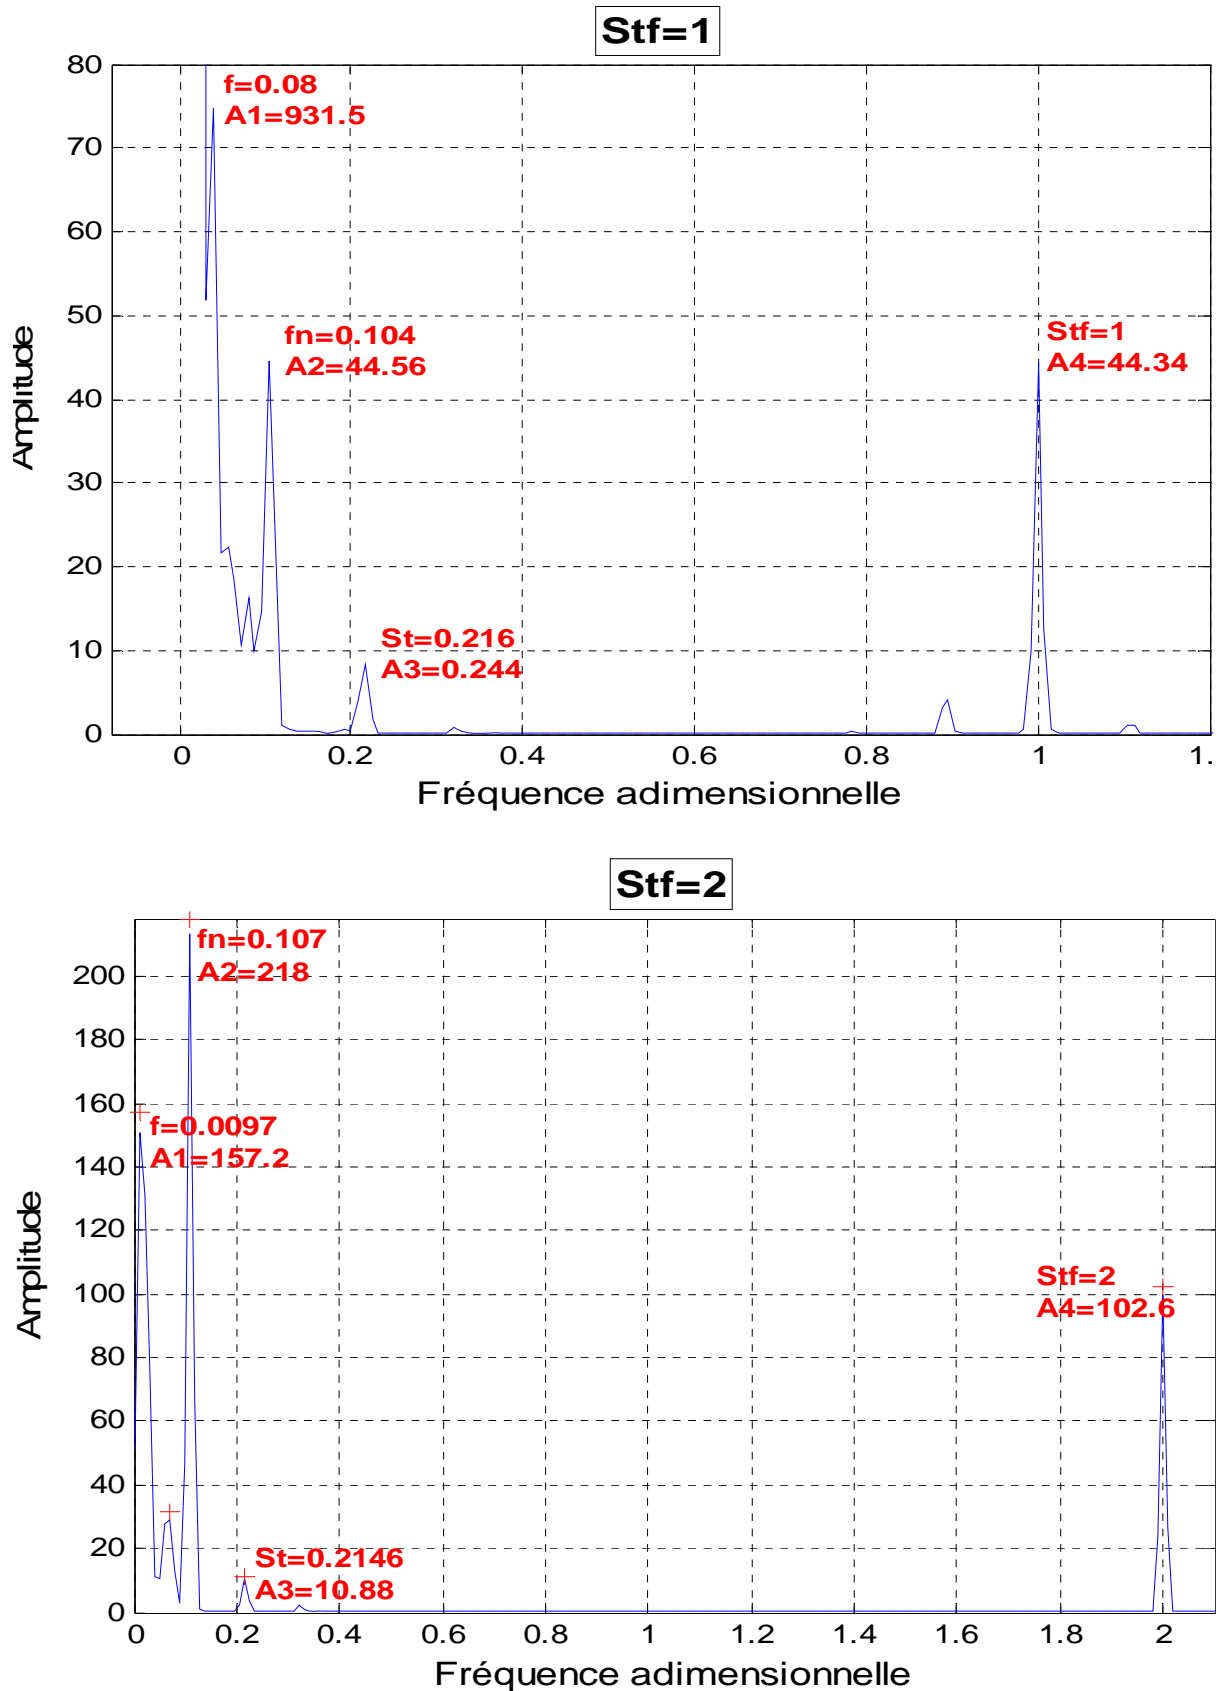 Stf=1
80
f=0.08
A1=931.5
70
60
50
fn=0.104
A2=44.56
Stf=1
A4=44.34
40
30
20
10
St=0.216
A3=0.244
0
Amplitude
0 0.2 0.4 0.6 0.8 1 1.
Fréquence adimensionnelle
Stf=2
fn=0.107
A2=218
200
180
160
f=0.0097
A1=157.2
140
120
100
Stf=2
A4=102.6
80
60
40
20
St=0.2146
A3=10.88
0
Amplitude
0 0.2 0.4 0.6 0.8 1 1.2 1.4 1.6 1.8 2
Fréquence adimensionnelle